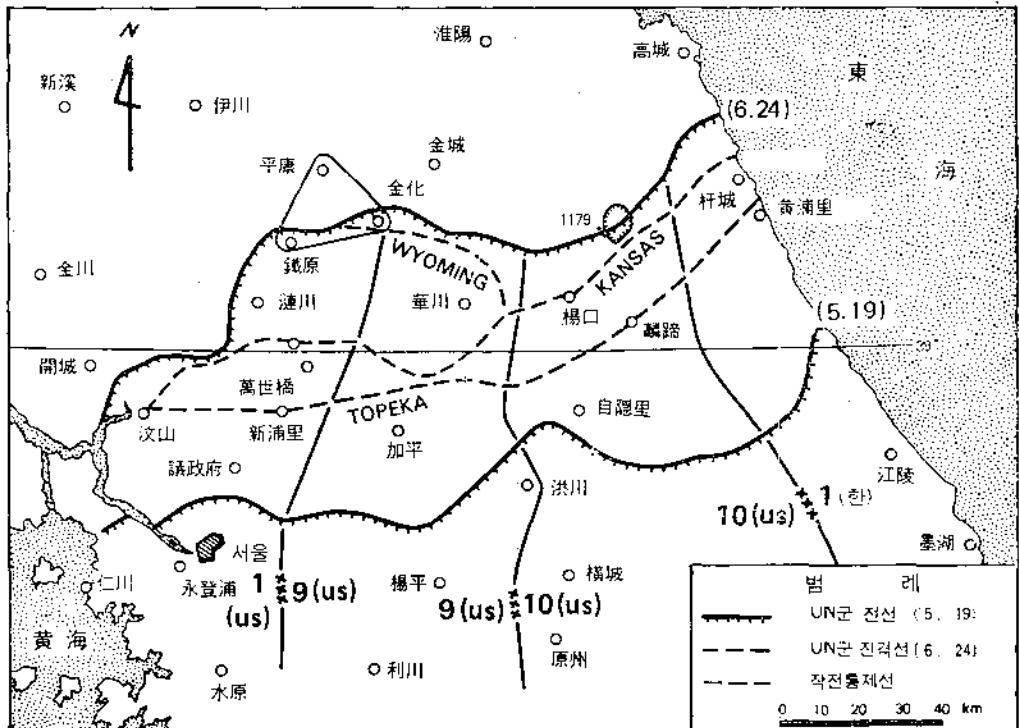 N
淮陽
高城
東
海
新溪
伊川
(6.24)
平康
金城
金化
杆城
黃浦里
1179
WYOMING
KANSAS
鐵原
金川
漣川
華川
楊口
麟蹄
(5.19)
開城
萬世橋
TOPEKA
自隱里
汶山
新浦里
加平
議政府
江陵
洪川
10(us)
1 (한)
墨湖
서울
仁川
永登浦
1
(us)
9(us)
楊平
9(us)
10(us)
橫城
黄海
原州
水原
利川
범 례
UN군 전선 (5. 19)
UN군 진격선 (6. 24)
작전통제선
0 10 20 30 40 km